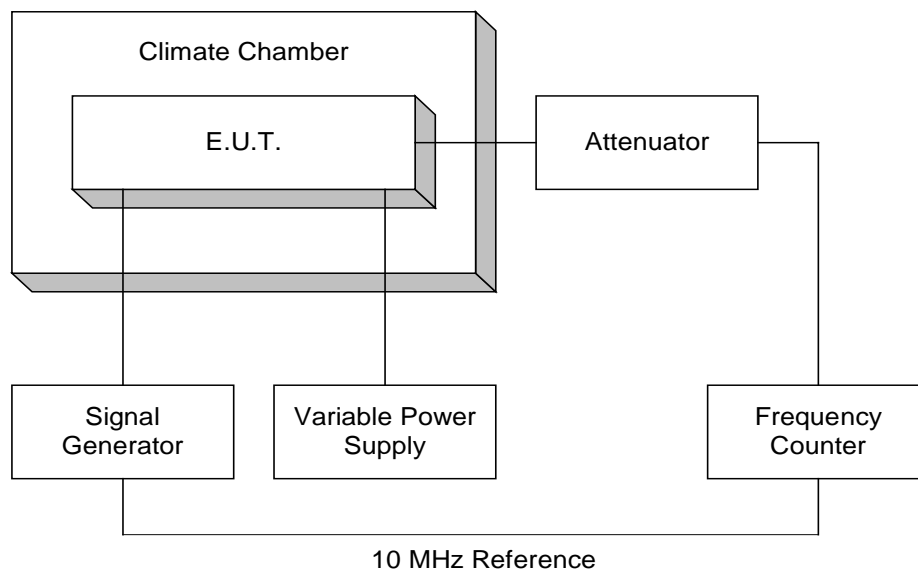 Climate Chamber
E.U.T.
Attenuator
Signal
Generator
Variable Power
Supply
Frequency
Counter
10 MHz Reference